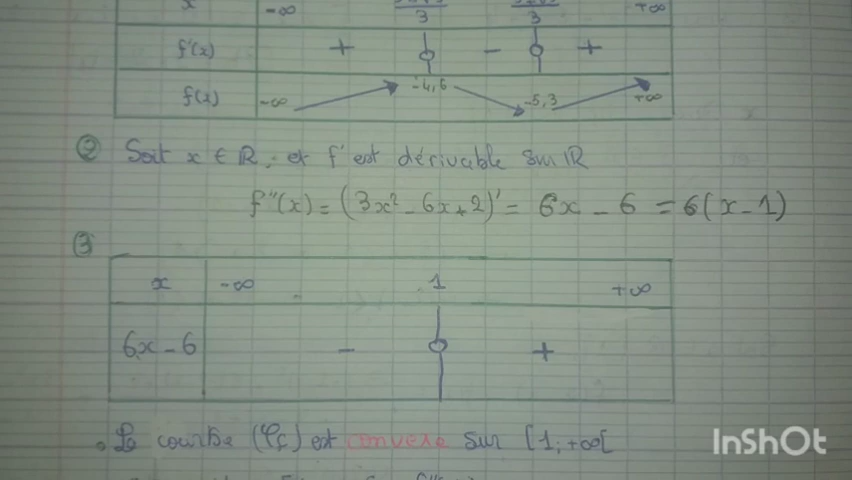 x -∞ 3 3 +∞
f'(x) + 0 - 0 +
f(x) -∞ -4,6 -5,3 +∞
② Soit x ∈ ℝ, et f' est dérivable sur ℝ
f''(x) = (3x² - 6x + 2)' = 6x - 6 = 6(x - 1)
③
x -∞ 1 +∞
6x - 6 - 0 +
• La courbe (φf) est convexe sur [1; +∞[
InShOt